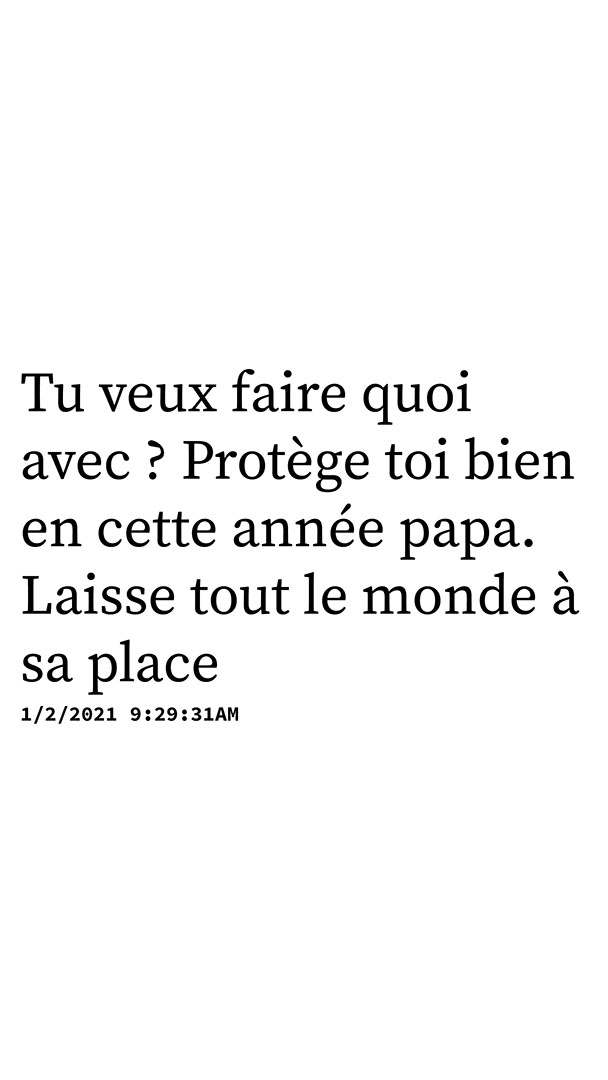 Tu veux faire quoi
avec ? Protège toi bien
en cette année papa.
Laisse tout le monde à
sa place
1/2/2021 9:29:31AM